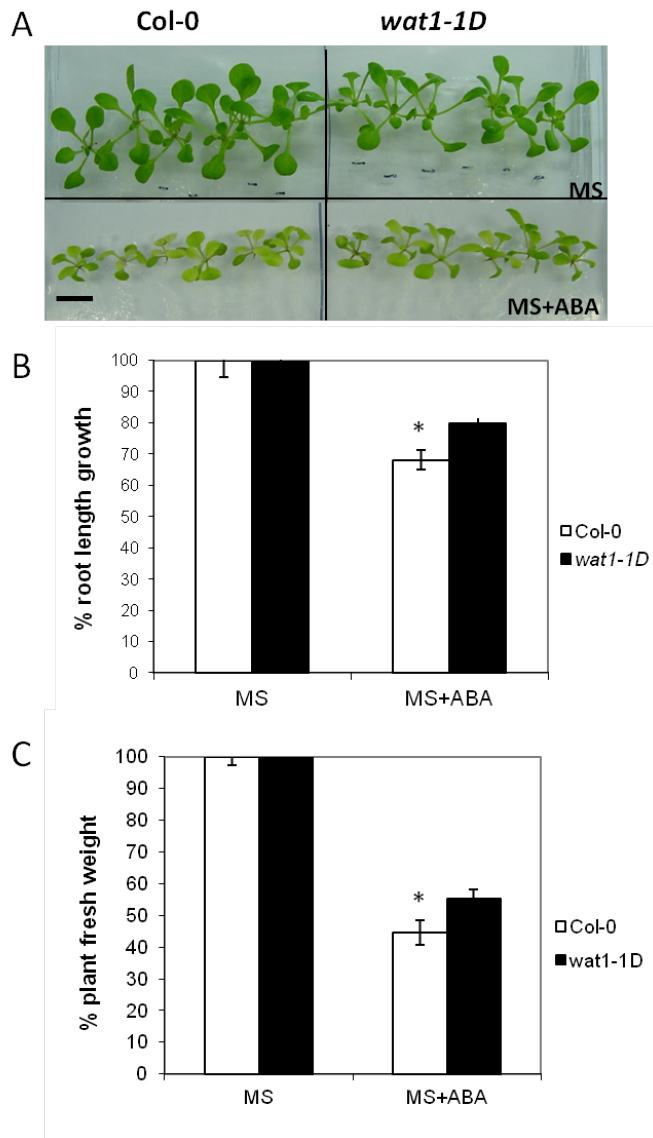 A
Col-0
wat1-1D
MS
MS+ABA
B
% root length growth
100
90
80
70
60
50
40
30
20
10
0
*
MS
MS+ABA
Col-0
wat1-1D
C
% plant fresh weight
100
90
80
70
60
50
40
30
20
10
0
*
MS
MS+ABA
Col-0
wat1-1D